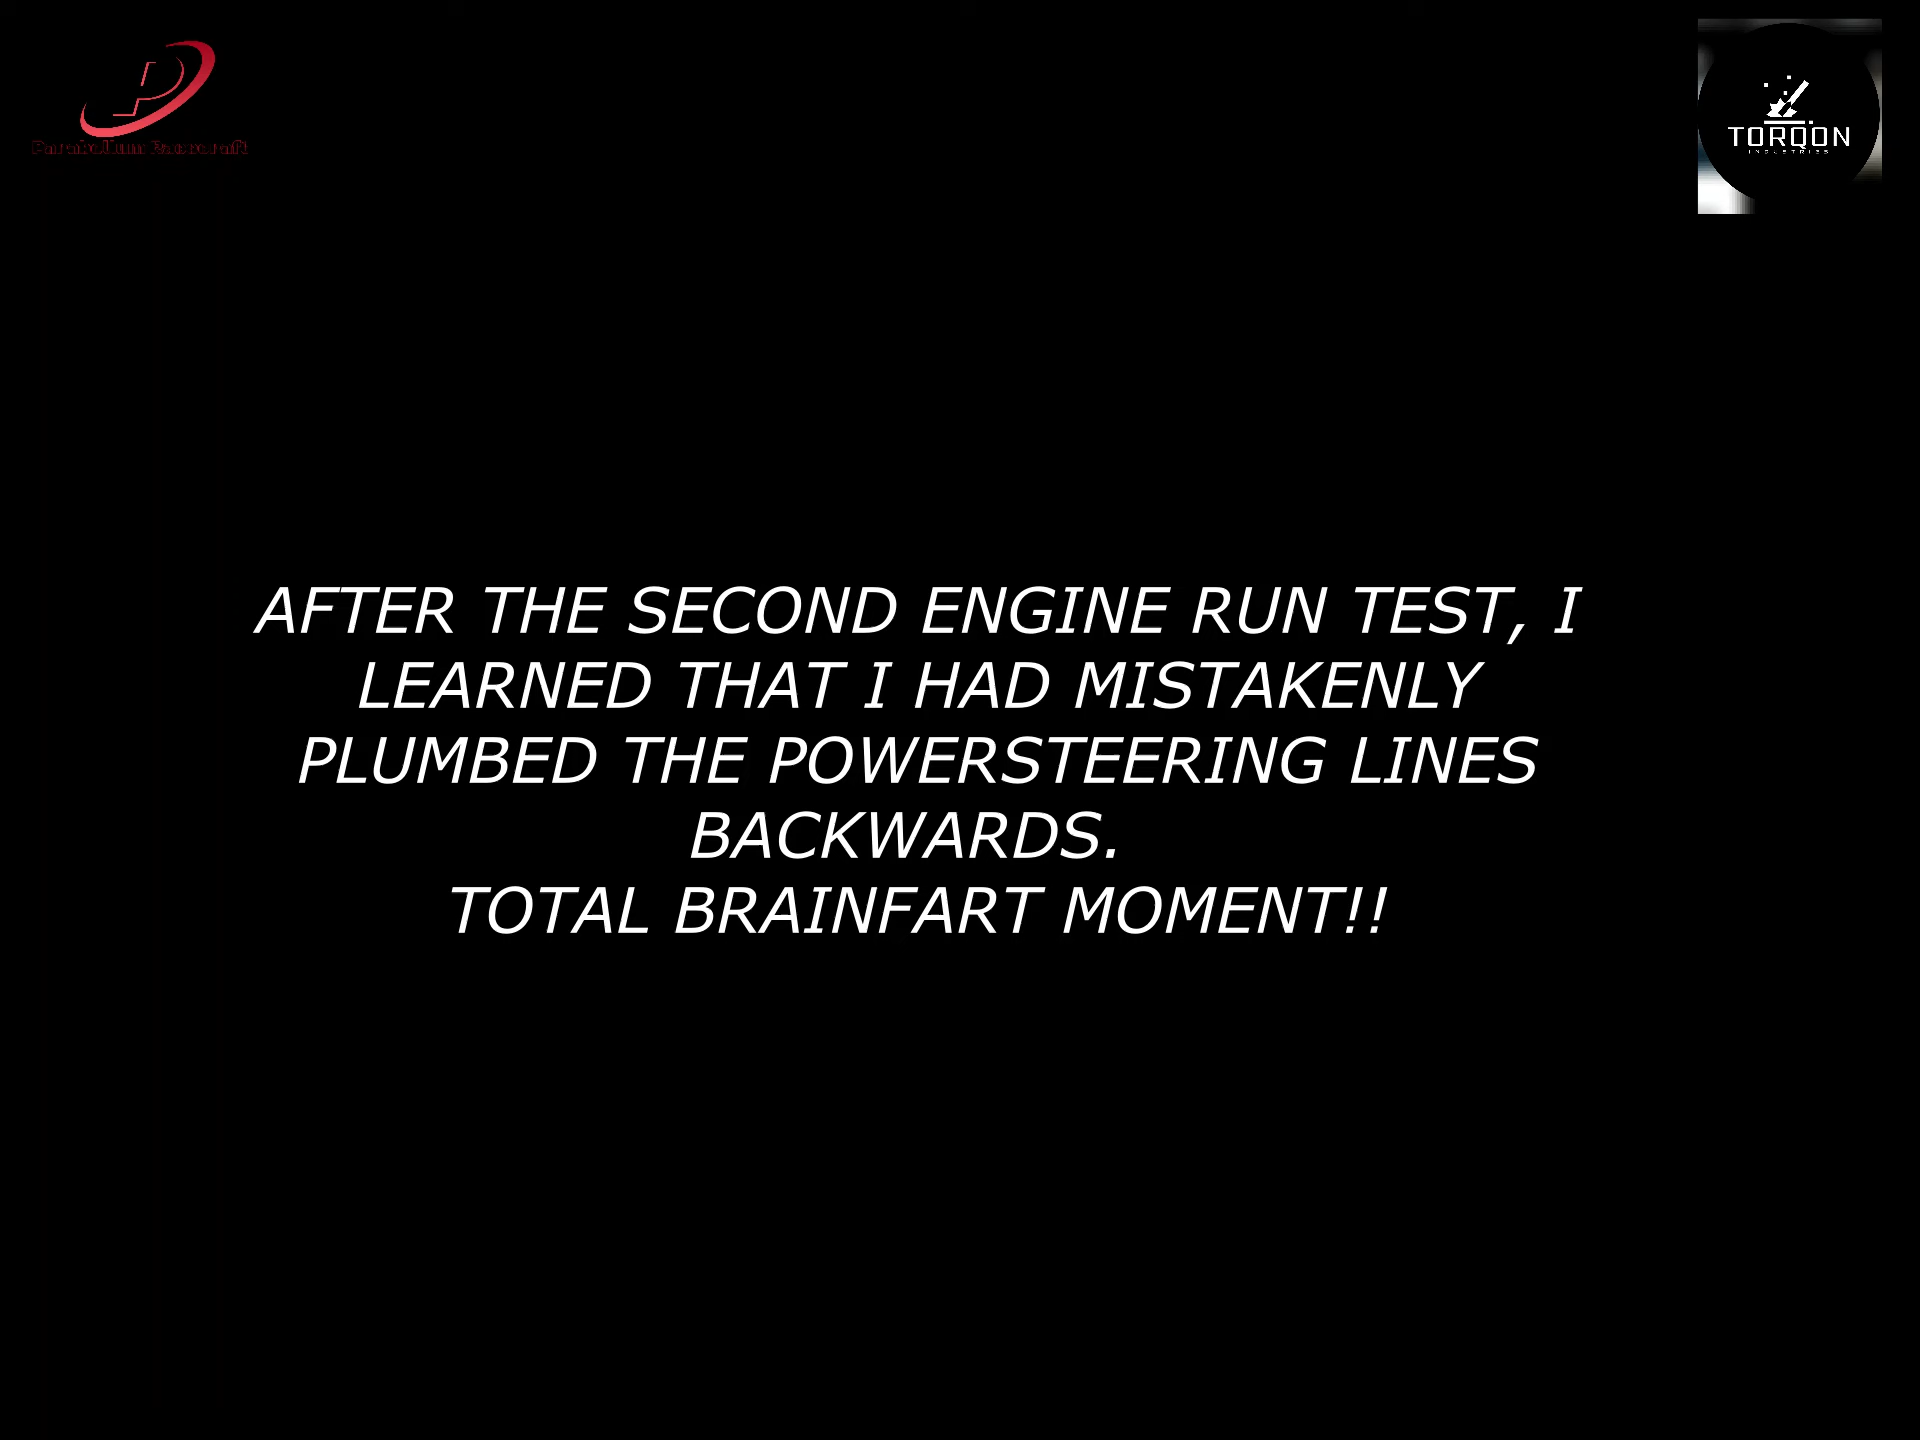 TORQON
INDUSTRIES
AFTER THE SECOND ENGINE RUN TEST, I
LEARNED THAT I HAD MISTAKENLY
PLUMBED THE POWERSTEERING LINES
BACKWARDS.
TOTAL BRAINFART MOMENT!!